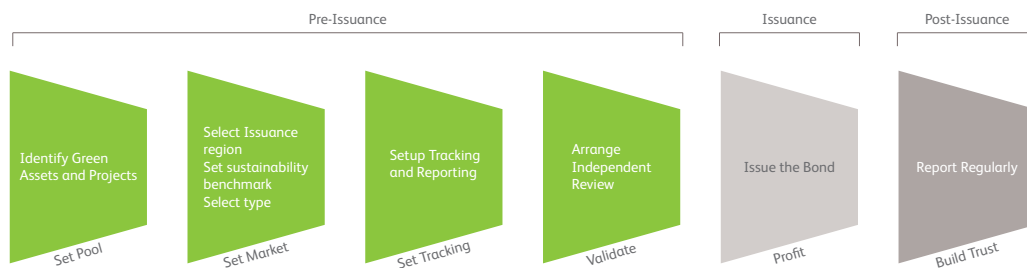 Pre-Issuance
Issuance
Post-Issuance
Identify Green
Assets and Projects
Set Pool
Select Issuance
region
Set sustainability
benchmark
Select type
Set Market
Setup Tracking
and Reporting
Set Tracking
Arrange
Independent
Review
Validate
Issue the Bond
Profit
Report Regularly
Build Trust